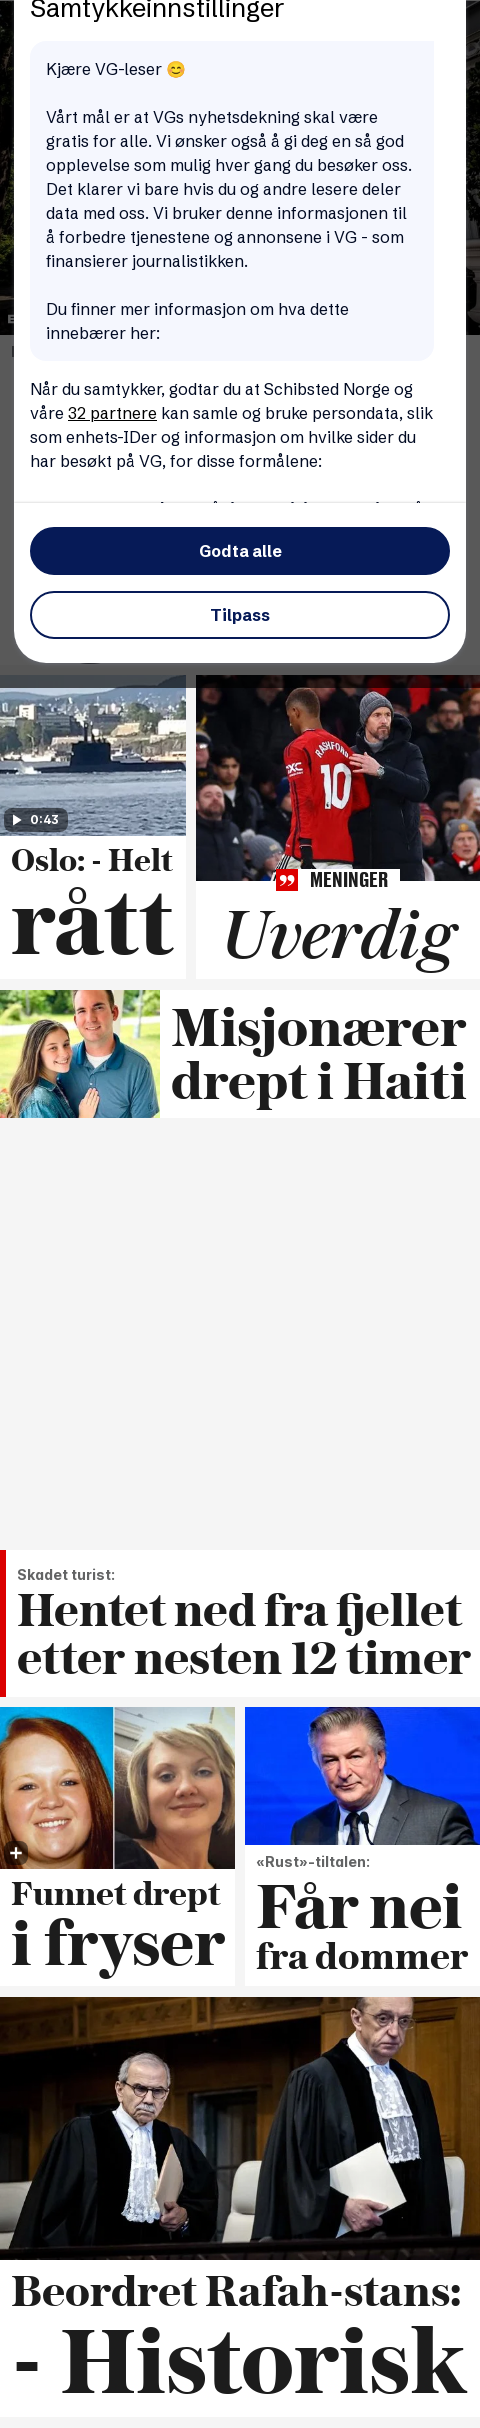 Samtykkeinnstillinger
Kjære VG-leser 😊
Vårt mål er at VGs nyhetsdekning skal være
gratis for alle. Vi ønsker også å gi deg en så god
opplevelse som mulig hver gang du besøker oss.
Det klarer vi bare hvis du og andre lesere deler
data med oss. Vi bruker denne informasjonen til
å forbedre tjenestene og annonsene i VG - som
finansierer journalistikken.
Du finner mer informasjon om hva dette
innebærer her:
Når du samtykker, godtar du at Schibsted Norge og
våre 32 partnere kan samle og bruke persondata, slik
som enhets-IDer og informasjon om hvilke sider du
har besøkt på VG, for disse formålene:
Godta alle
Tilpass
0:43
Oslo: - Helt
rått
RASHFORD
10
MENINGER
Uverdig
Misjonærer
drept i Haiti
Skadet turist:
Hentet ned fra fjellet
etter nesten 12 timer
Funnet drept
i fryser
«Rust»-tiltalen:
Får nei
fra dommer
Beordret Rafah-stans:
- Historisk